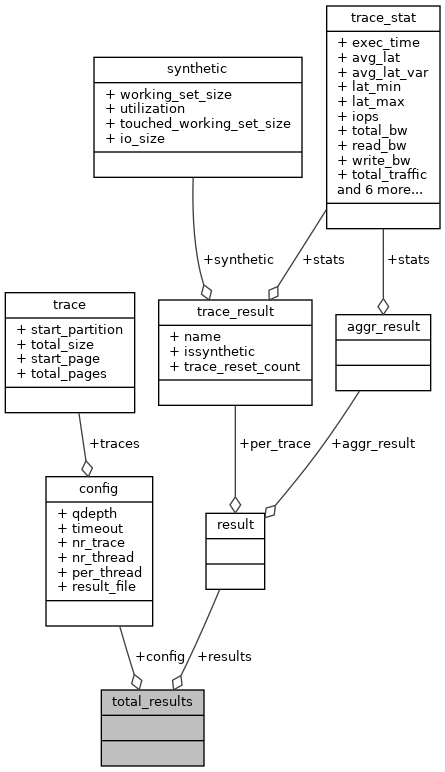 trace_stat
+ exec_time
+ avg_lat
+ avg_lat_var
+ lat_min
+ lat_max
+ iops
+ total_bw
+ read_bw
+ write_bw
+ total_traffic
and 6 more...
synthetic
+ working_set_size
+ utilization
+ touched_working_set_size
+ io_size
+synthetic
+stats
+stats
trace
+ start_partition
+ total_size
+ start_page
+ total_pages
trace_result
+ name
+ issynthetic
+ trace_reset_count
aggr_result
+traces
+per_trace
+aggr_result
config
+ qdepth
+ timeout
+ nr_trace
+ nr_thread
+ per_thread
+ result_file
result
+config
+results
total_results